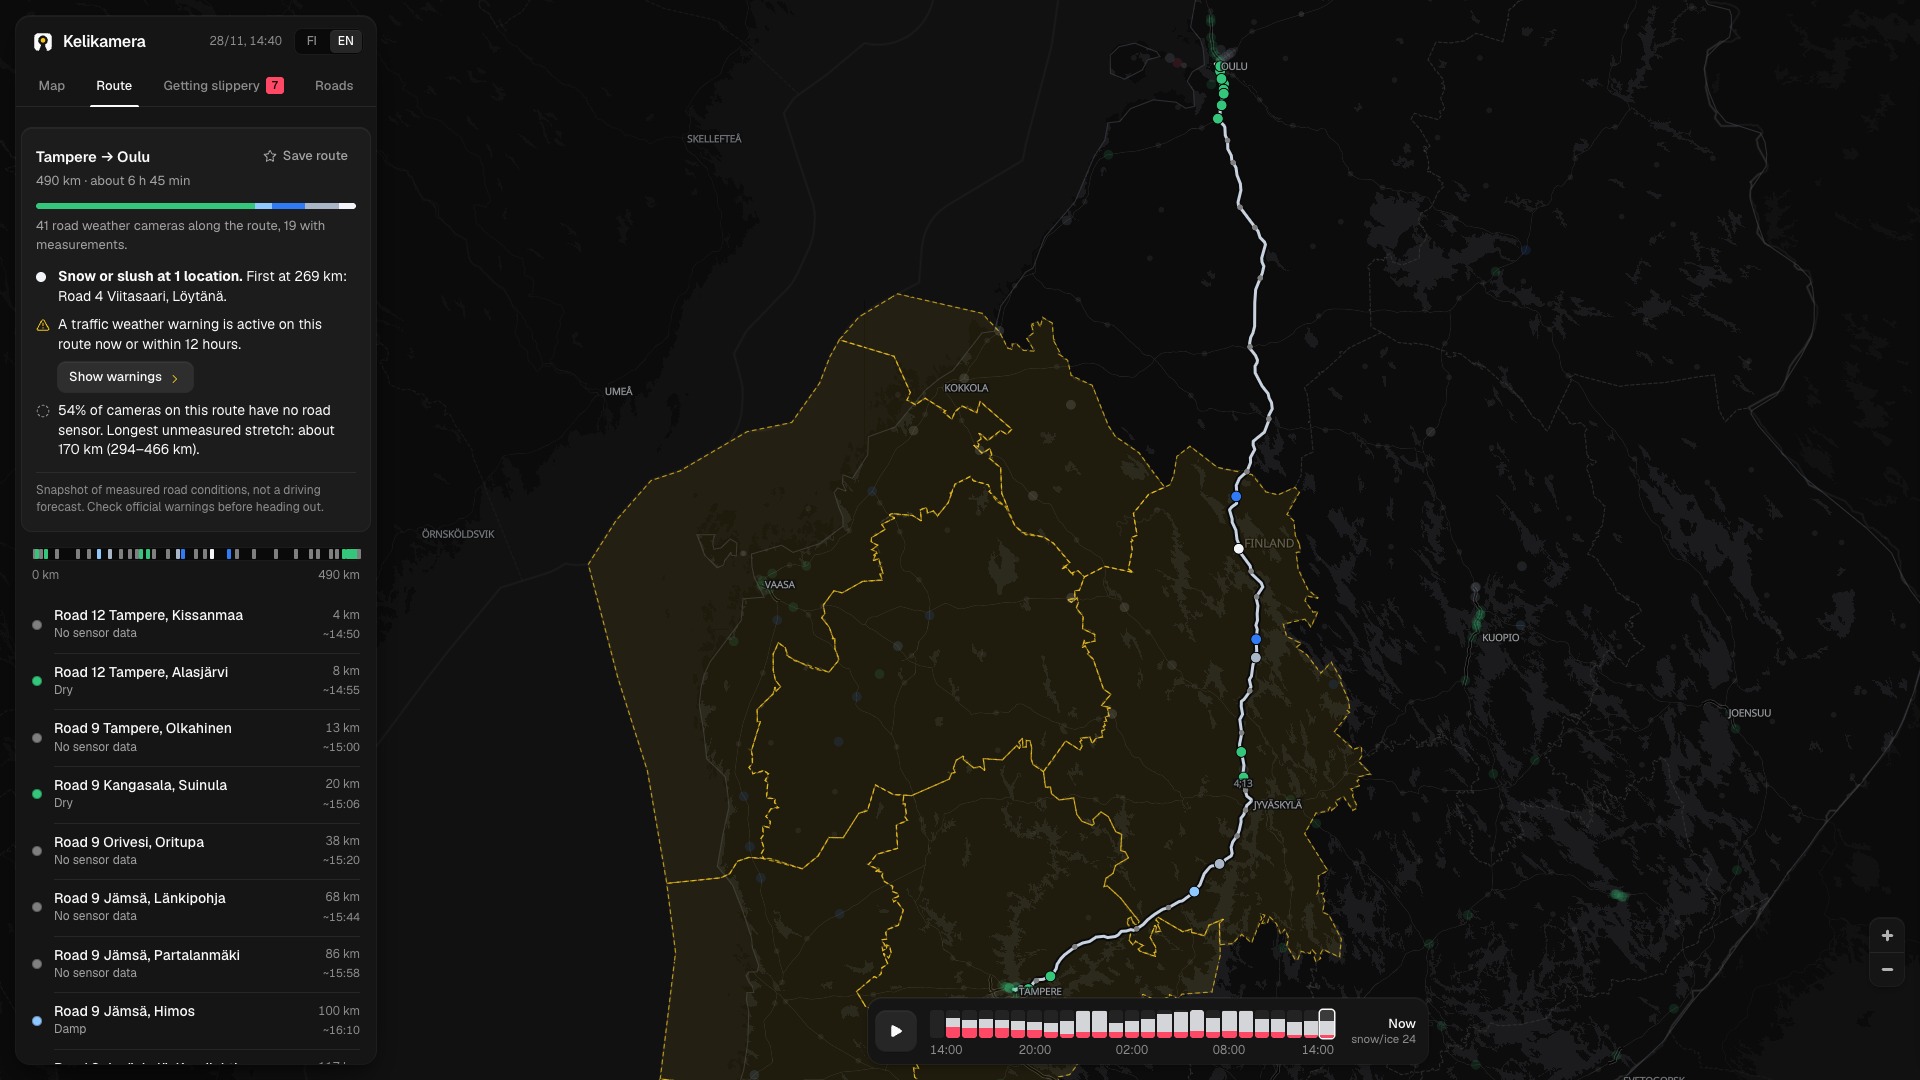 Kelikamera
28/11, 14:40
FI
EN
Map
Route
Getting slippery 7
Roads
Tampere → Oulu
Save route
490 km · about 6 h 45 min
41 road weather cameras along the route, 19 with
measurements.
Snow or slush at 1 location. First at 269 km:
Road 4 Viitasaari, Löytänä.
A traffic weather warning is active on this
route now or within 12 hours.
Show warnings
54% of cameras on this route have no road
sensor. Longest unmeasured stretch: about
170 km (294–466 km).
Snapshot of measured road conditions, not a driving
forecast. Check official warnings before heading out.
0 km
490 km
Road 12 Tampere, Kissanmaa
4 km
No sensor data
~14:50
Road 12 Tampere, Alasjärvi
8 km
Dry
~14:55
Road 9 Tampere, Olkahinen
13 km
No sensor data
~15:00
Road 9 Kangasala, Suinula
20 km
Dry
~15:06
Road 9 Orivesi, Oritupa
38 km
No sensor data
~15:20
Road 9 Jämsä, Länkipohja
68 km
No sensor data
~15:44
Road 9 Jämsä, Partalanmäki
86 km
No sensor data
~15:58
Road 9 Jämsä, Himos
100 km
Damp
~16:10
OULU
SKELLEFTEÅ
UMEÅ
KOKKOLA
ÖRNSKÖLDSVIK
FINLAND
VAASA
KUOPIO
JOENSUU
4;13
JYVÄSKYLÄ
TAMPERE
+
−
Now
snow/ice 24
14:00
20:00
02:00
08:00
14:00